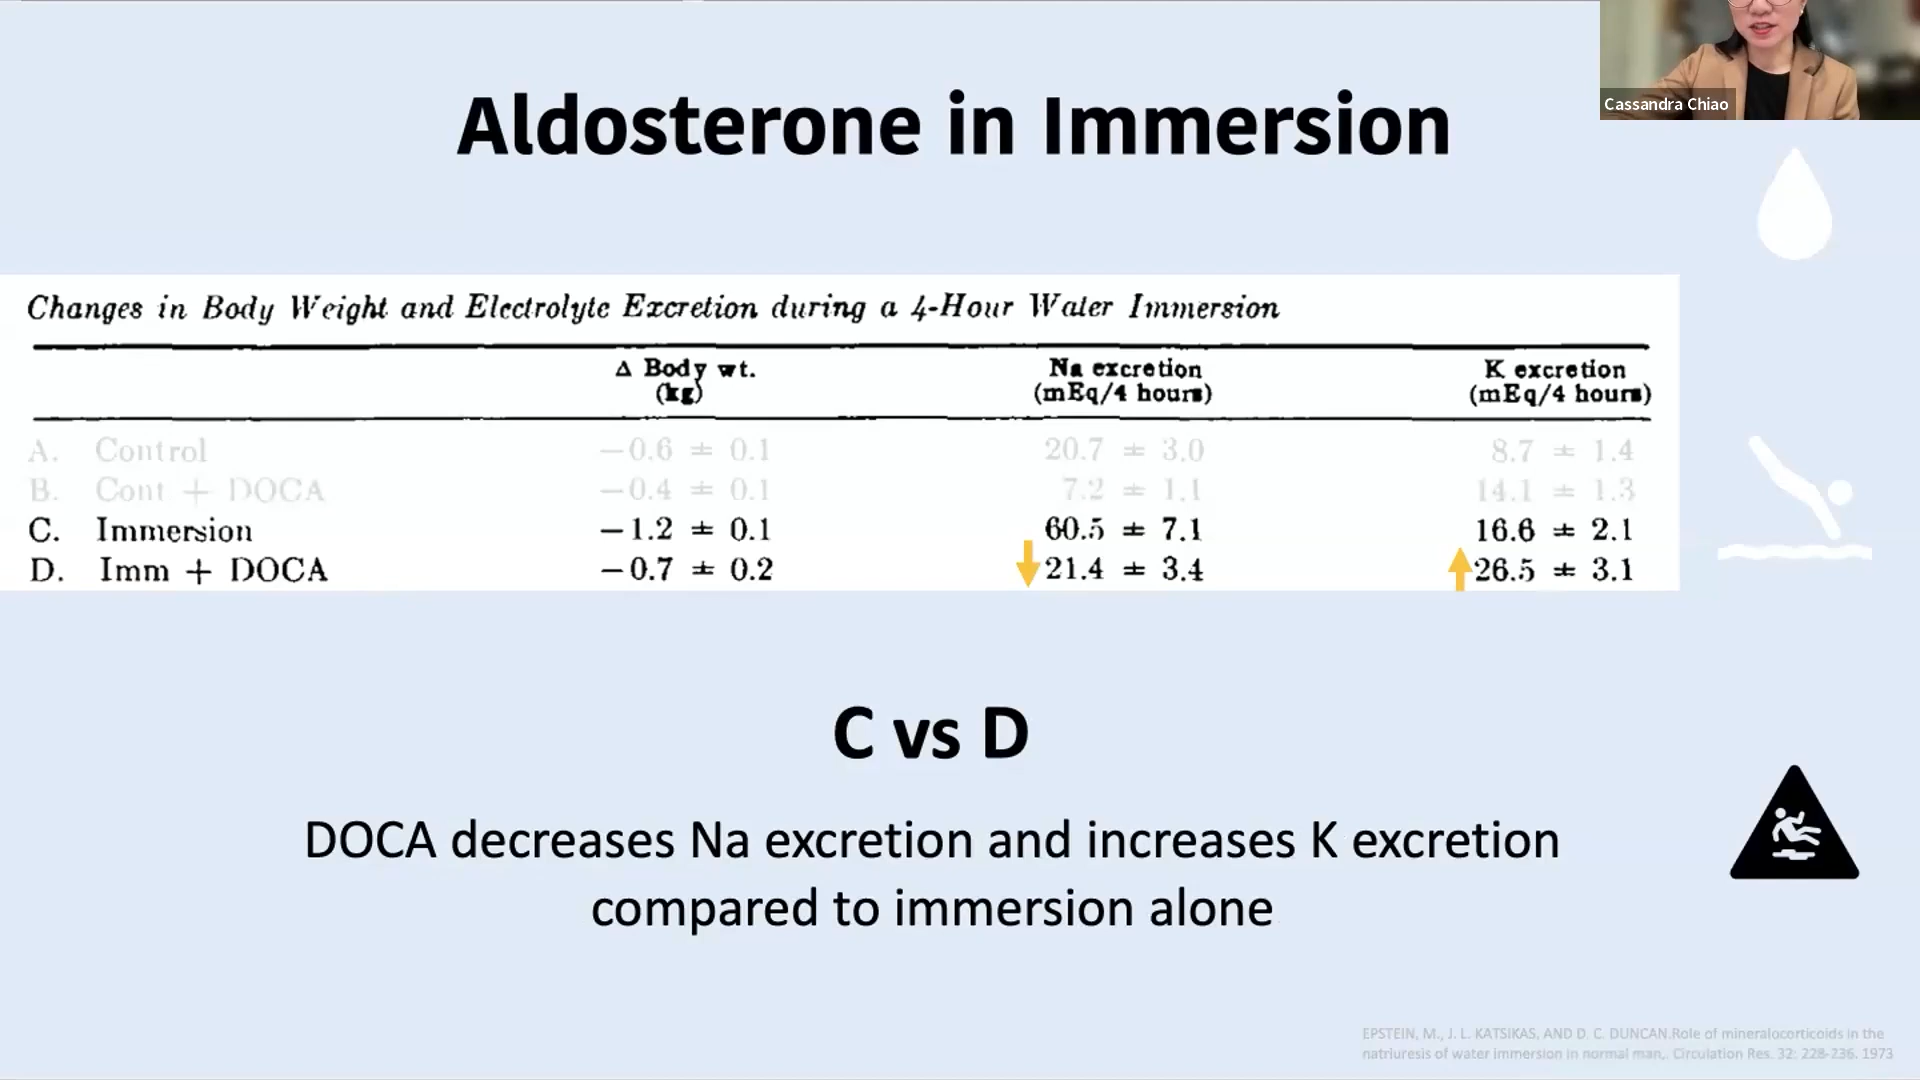 Cassandra Chiao
Aldosterone in Immersion
Changes in Body Weight and Electrolyte Excretion during a 4-Hour Water Immersion
Δ Body wt. Na excretion K excretion
(kg) (mEq/4 hours) (mEq/4 hours)
A. Control −0.6 ± 0.1 20.7 ± 3.0 8.7 ± 1.4
B. Cont + DOCA −0.4 ± 0.1 7.2 ± 1.1 14.1 ± 1.3
C. Immersion −1.2 ± 0.1 60.5 ± 7.1 16.6 ± 2.1
D. Imm + DOCA −0.7 ± 0.2 21.4 ± 3.4 26.5 ± 3.1
C vs D
DOCA decreases Na excretion and increases K excretion
compared to immersion alone
EPSTEIN, M., J. L. KATSIKAS, AND D. C. DUNCAN.Role of mineralocorticoids in the
natriuresis of water immersion in normal man,. Circulation Res. 32: 228-236. 1973